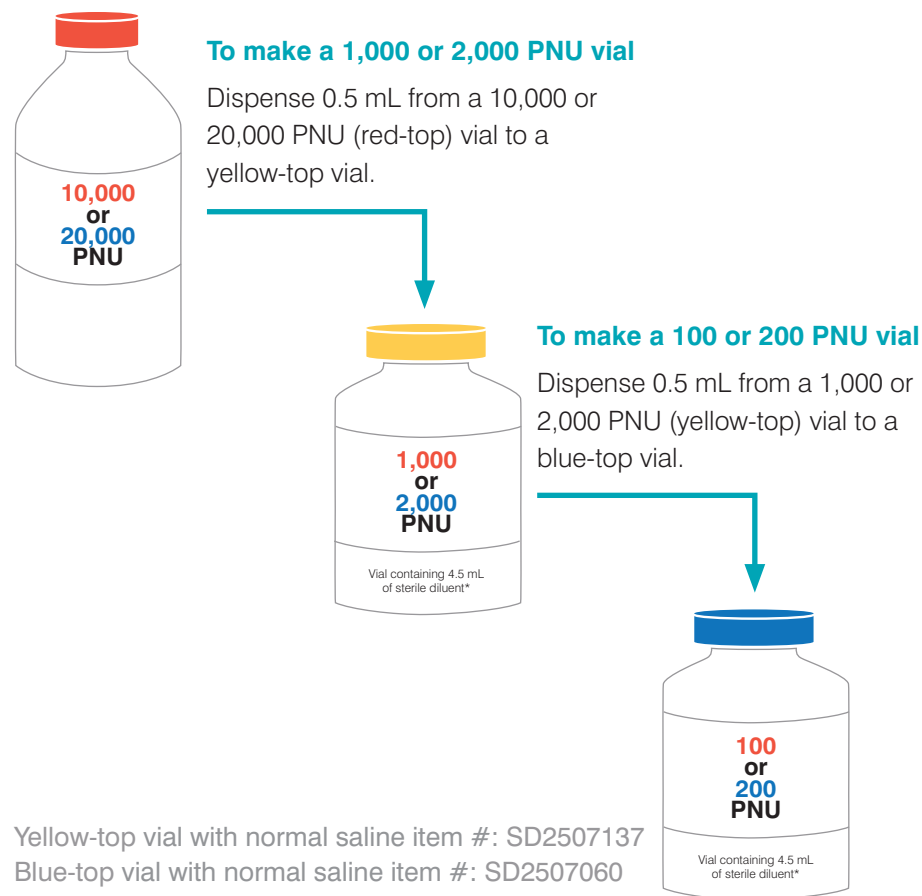 To make a 1,000 or 2,000 PNU vial
Dispense 0.5 mL from a 10,000 or
20,000 PNU (red-top) vial to a
yellow-top vial.
10,000
or
20,000
PNU
To make a 100 or 200 PNU vial
Dispense 0.5 mL from a 1,000 or
2,000 PNU (yellow-top) vial to a
blue-top vial.
1,000
or
2,000
PNU
Vial containing 4.5 mL
of sterile diluent*
100
or
200
PNU
Vial containing 4.5 mL
of sterile diluent*
Yellow-top vial with normal saline item #: SD2507137
Blue-top vial with normal saline item #: SD2507060